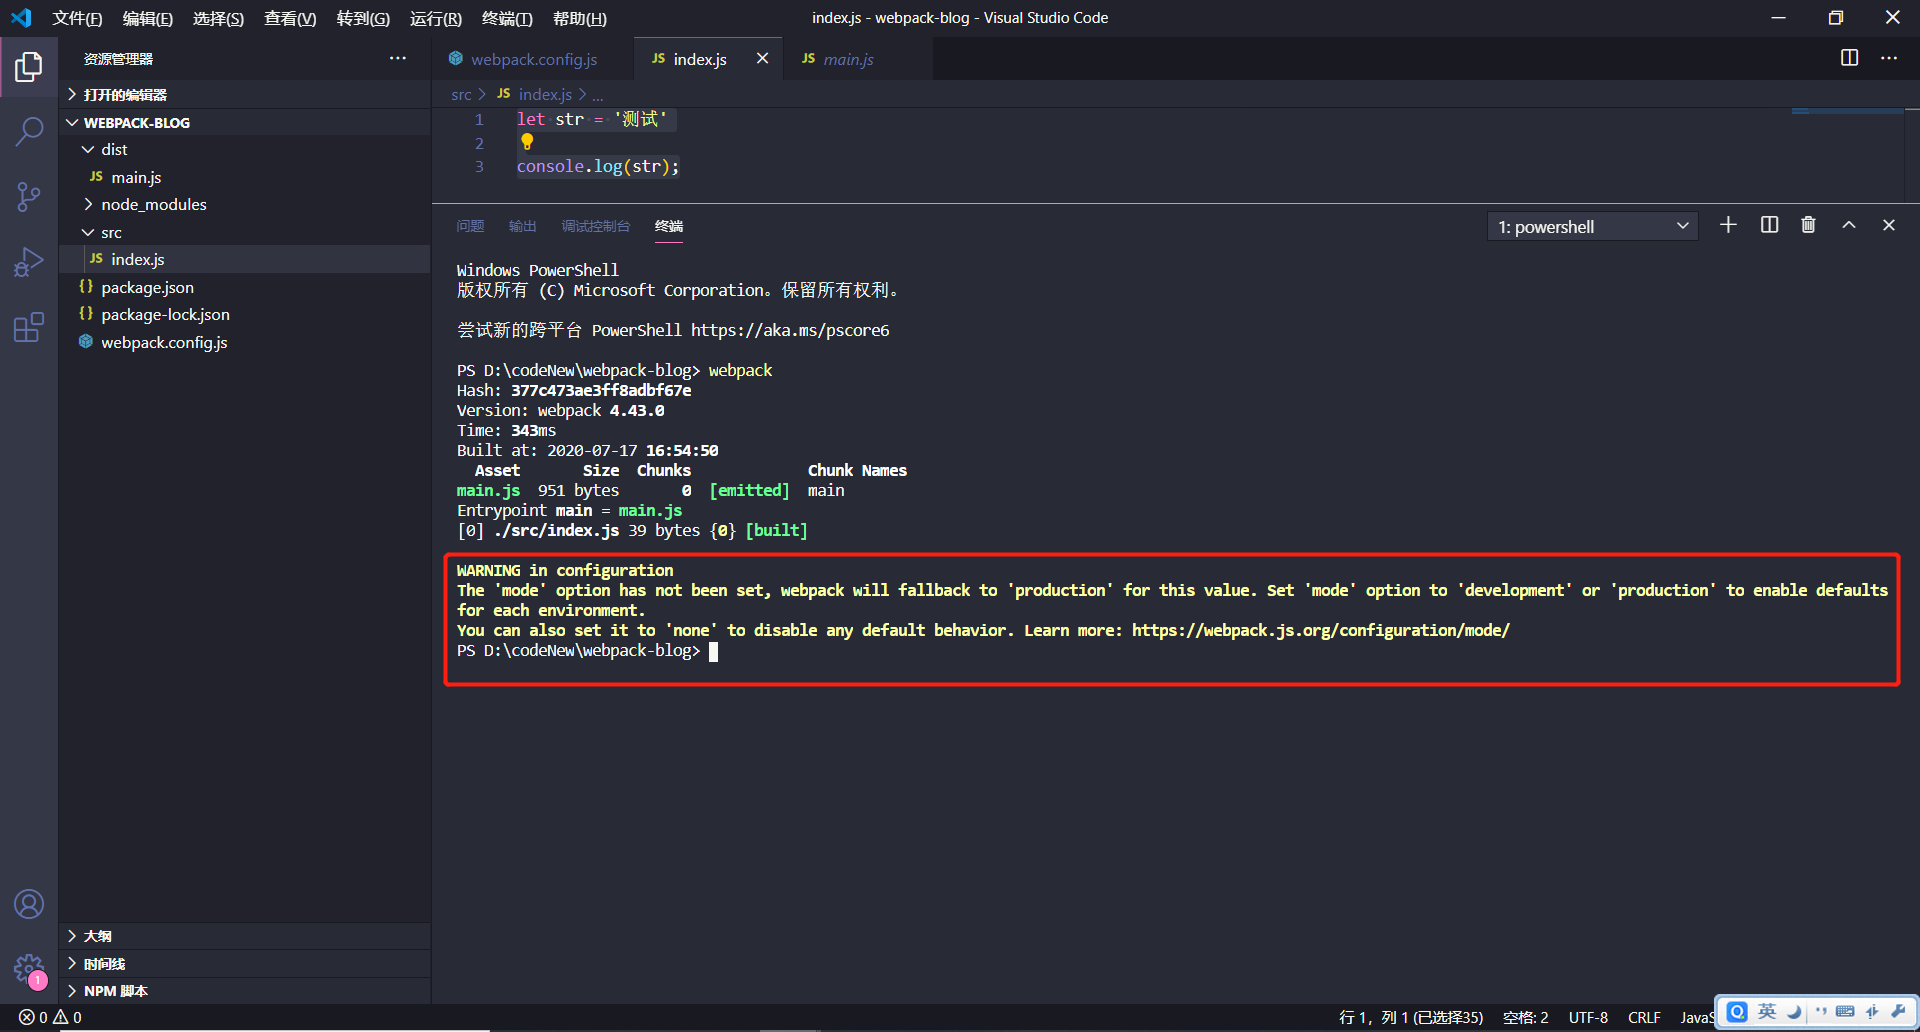 文件(F) 编辑(E) 选择(S) 查看(V) 转到(G) 运行(R) 终端(T) 帮助(H) index.js - webpack-blog - Visual Studio Code
资源管理器
打开的编辑器
WEBPACK-BLOG
dist
JS main.js
node_modules
src
JS index.js
{} package.json
{} package-lock.json
webpack.config.js
大纲
时间线
NPM 脚本
1
webpack.config.js JS index.js JS main.js
src > JS index.js > ...
1 let str = '测试'
2
3 console.log(str);
问题 输出 调试控制台 终端 1: powershell
Windows PowerShell
版权所有 (C) Microsoft Corporation。保留所有权利。
尝试新的跨平台 PowerShell https://aka.ms/pscore6
PS D:\codeNew\webpack-blog> webpack
Hash: 377c473ae3ff8adbf67e
Version: webpack 4.43.0
Time: 343ms
Built at: 2020-07-17 16:54:50
Asset Size Chunks Chunk Names
main.js 951 bytes 0 [emitted] main
Entrypoint main = main.js
[0] ./src/index.js 39 bytes {0} [built]
WARNING in configuration
The 'mode' option has not been set, webpack will fallback to 'production' for this value. Set 'mode' option to 'development' or 'production' to enable defaults
for each environment.
You can also set it to 'none' to disable any default behavior. Learn more: https://webpack.js.org/configuration/mode/
PS D:\codeNew\webpack-blog>
0 0 行 1，列 1 (已选择35) 空格: 2 UTF-8 CRLF JavaS
英